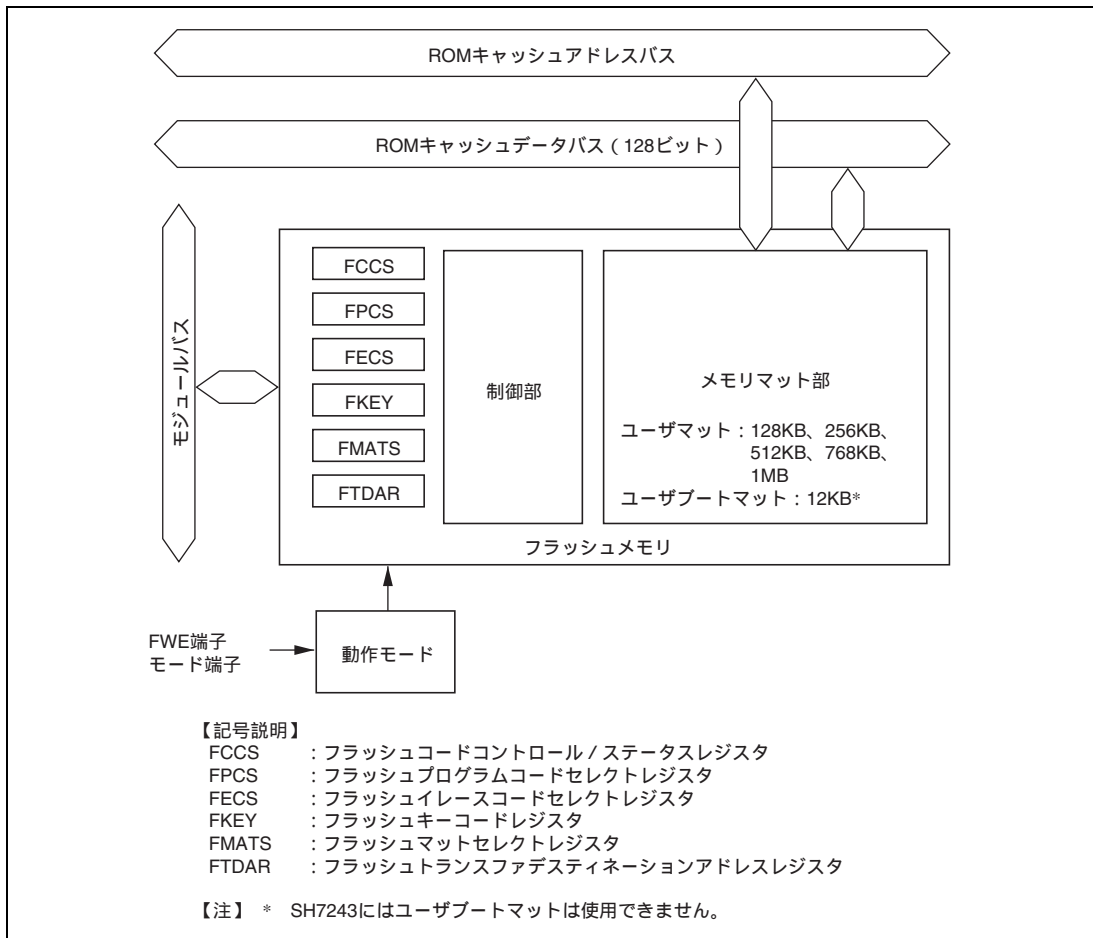 ROMキャッシュアドレスバス
ROMキャッシュデータバス（128ビット）
モジュールバス
FCCS
FPCS
FECS
FKEY
FMATS
FTDAR
制御部
メモリマット部
ユーザマット：128KB、256KB、
512KB、768KB、
1MB
ユーザブートマット：12KB*
フラッシュメモリ
FWE端子
モード端子
動作モード
【記号説明】
FCCS ：フラッシュコードコントロール／ステータスレジスタ
FPCS ：フラッシュプログラムコードセレクトレジスタ
FECS ：フラッシュイレースコードセレクトレジスタ
FKEY ：フラッシュキーコードレジスタ
FMATS ：フラッシュマットセレクトレジスタ
FTDAR ：フラッシュトランスファデスティネーションアドレスレジスタ
【注】 * SH7243にはユーザブートマットは使用できません。